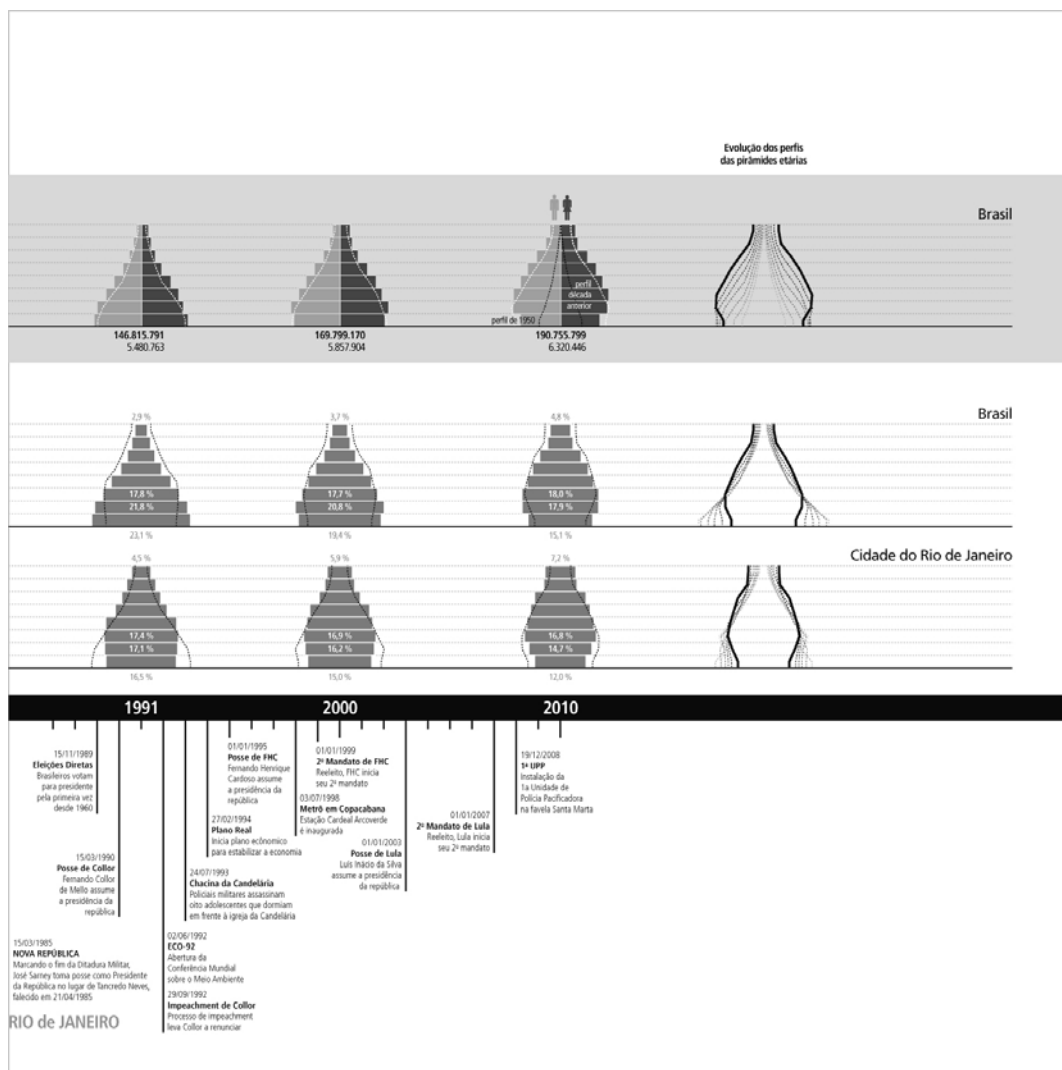 Evolução dos perfis
das pirâmides etárias
Brasil
perfil
década
anterior
perfil de 1950
146.815.791
5.480.763
169.799.170
5.857.904
190.755.799
6.320.446
Brasil
2,9 %
3,7 %
4,8 %
17,8 %
17,7 %
18,0 %
21,8 %
20,8 %
17,9 %
23,1 %
19,4 %
15,1 %
Cidade do Rio de Janeiro
4,5 %
5,9 %
7,2 %
17,4 %
16,9 %
16,8 %
17,1 %
16,2 %
14,7 %
16,5 %
15,0 %
12,0 %
1991
2000
2010
15/11/1989
Eleições Diretas
Brasileiros votam
para presidente
pela primeira vez
desde 1960
15/03/1990
Posse de Collor
Fernando Collor
de Mello assume
a presidência da
república
15/03/1985
NOVA REPÚBLICA
Marcando o fim da Ditadura Militar,
José Sarney toma posse como Presidente
da República no lugar de Tancredo Neves,
falecido em 21/04/1985
RIO de JANEIRO
01/01/1995
Posse de FHC
Fernando Henrique
Cardoso assume
a presidência da
república
27/02/1994
Plano Real
Inicia plano ecônomico
para estabilizar a economia
24/07/1993
Chacina da Candelária
Policiais militares assassinam
oito adolescentes que dormiam
em frente à igreja da Candelária
02/06/1992
ECO-92
Abertura da
Conferência Mundial
sobre o Meio Ambiente
29/09/1992
Impeachment de Collor
Processo de impeachment
leva Collor a renunciar
01/01/1999
2º Mandato de FHC
Reeleito, FHC inicia
seu 2º mandato
03/07/1998
Metrô em Copacabana
Estação Cardeal Arcoverde
é inaugurada
01/01/2003
Posse de Lula
Luis Inácio da Silva
assume a presidência
da república
01/01/2007
2º Mandato de Lula
Reeleito, Lula inicia
seu 2º mandato
19/12/2008
1ª UPP
Instalação da
1a Unidade de
Polícia Pacificadora
na favela Santa Marta